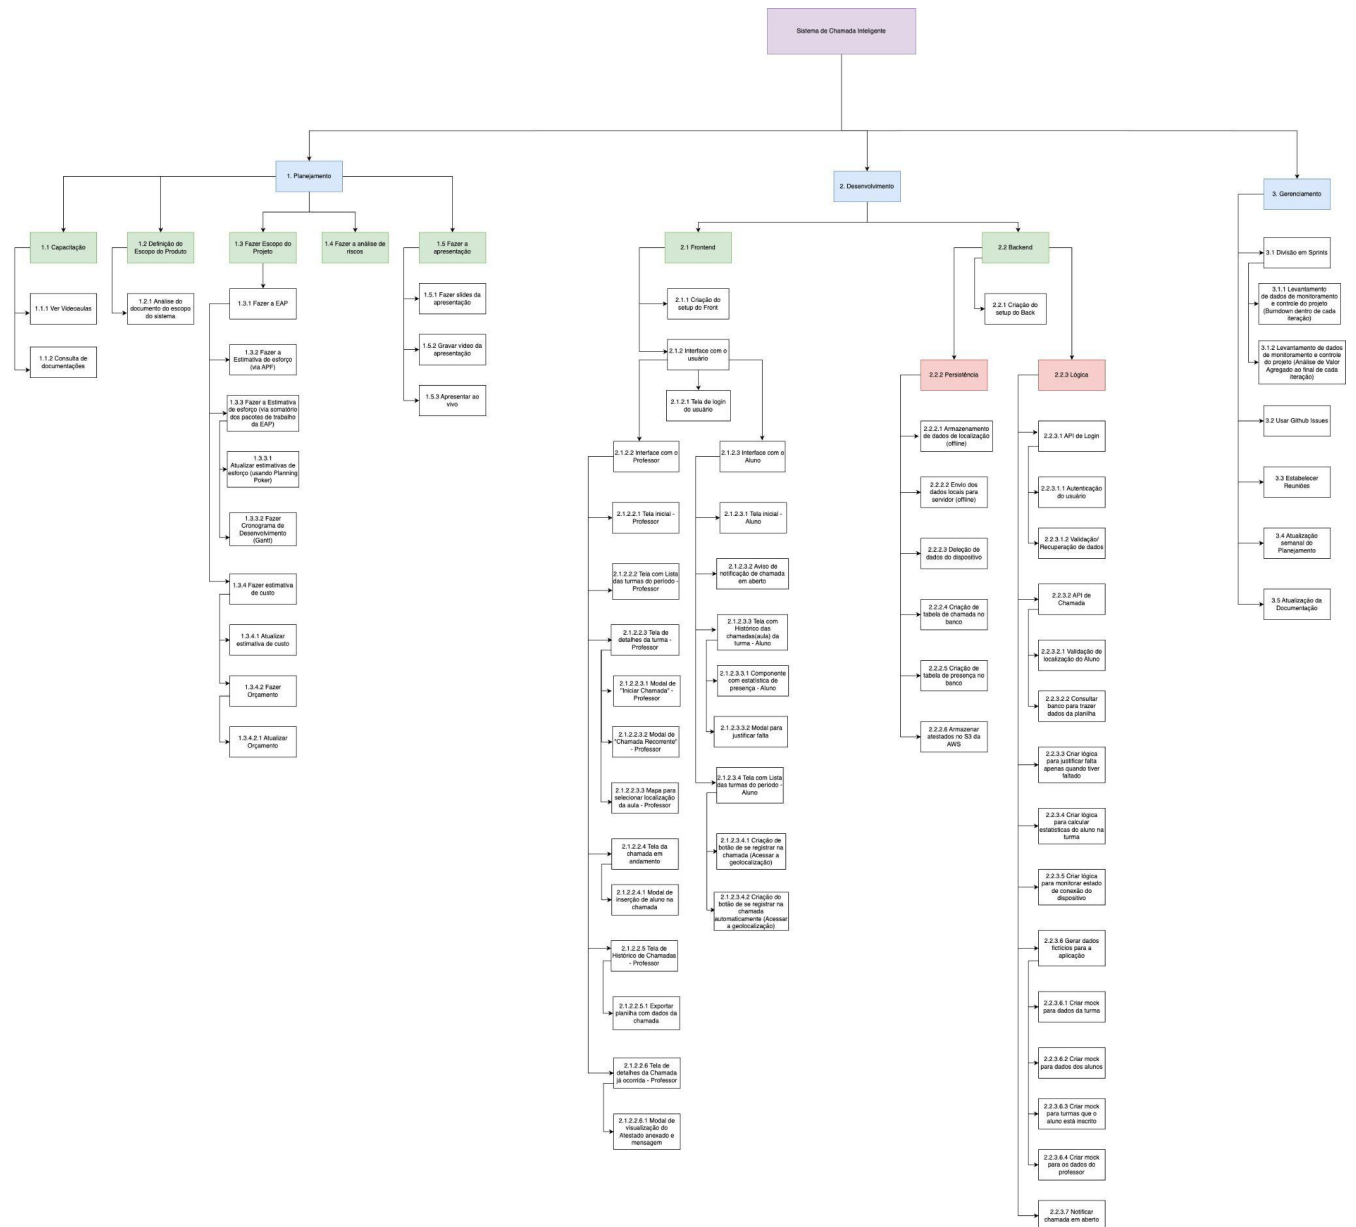 Sistema de Chamada Inteligente
1. Planejamento
2. Desenvolvimento
3. Gerenciamento
1.1 Capacitação
1.1.1 Ver Videoaulas
1.1.2 Consulta de
documentações
1.2 Definição do
Escopo do Produto
1.2.1 Análise do
documento do escopo
do sistema
1.3 Fazer Escopo do
Projeto
1.3.1 Fazer a EAP
1.3.2 Fazer a
Estimativa de esforço
(via APF)
1.3.3 Fazer a Estimativa
de esforço (via somatório
dos pacotes de trabalho
da EAP)
1.3.3.1
Atualizar estimativas de
esforço (usando Planning
Poker)
1.3.3.2 Fazer
Cronograma de
Desenvolvimento
(Gantt)
1.3.4 Fazer estimativa
de custo
1.3.4.1 Atualizar
estimativa de custo
1.3.4.2 Fazer
Orçamento
1.3.4.2.1 Atualizar
Orçamento
1.4 Fazer a análise de
riscos
1.5 Fazer a
apresentação
1.5.1 Fazer slides da
apresentação
1.5.2 Gravar vídeo da
apresentação
1.5.3 Apresentar ao
vivo
2.1 Frontend
2.1.1 Criação do
setup do Front
2.1.2 Interface com o
usuário
2.1.2.1 Tela de login
do usuário
2.1.2.2 Interface com o
Professor
2.1.2.2.1 Tela inicial -
Professor
2.1.2.2.2 Tela com Lista
das turmas do período -
Professor
2.1.2.2.3 Tela de
detalhes da turma -
Professor
2.1.2.2.3.1 Modal de
"Iniciar Chamada" -
Professor
2.1.2.2.3.2 Modal de
"Chamada Recorrente"
- Professor
2.1.2.2.3.3 Mapa para
selecionar localização
da aula - Professor
2.1.2.2.4 Tela da
chamada em
andamento
2.1.2.2.4.1 Modal de
inserção de aluno na
chamada
2.1.2.2.5 Tela de
Histórico de Chamadas
- Professor
2.1.2.2.5.1 Exportar
planilha com dados da
chamada
2.1.2.2.6 Tela de
detalhes da Chamada
já ocorrida - Professor
2.1.2.2.6.1 Modal de
visualização do
Atestado anexado e
mensagem
2.1.2.3 Interface com o
Aluno
2.1.2.3.1 Tela inicial -
Aluno
2.1.2.3.2 Aviso de
notificação de chamada
em aberto
2.1.2.3.3 Tela com
Histórico das
chamadas(aula) da
turma - Aluno
2.1.2.3.3.1 Componente
com estatística de
presença - Aluno
2.1.2.3.3.2 Modal para
justificar falta
2.1.2.3.4 Tela com Lista
das turmas do período -
Aluno
2.1.2.3.4.1 Criação de
botão de se registrar na
chamada (Acessar a
geolocalização)
2.1.2.3.4.2 Criação do
botão de se registrar na
chamada
automaticamente (Acessar
a geolocalização)
2.2 Backend
2.2.1 Criação do
setup do Back
2.2.2 Persistência
2.2.2.1 Armazenamento
de dados de localização
(offline)
2.2.2.2 Envio dos
dados locais para
servidor (offline)
2.2.2.3 Deleção de
dados do dispositivo
2.2.2.4 Criação de
tabela de chamada no
banco
2.2.2.5 Criação de
tabela de presença no
banco
2.2.2.6 Armazenar
atestados no S3 da
AWS
2.2.3 Lógica
2.2.3.1 API de Login
2.2.3.1.1 Autenticação
do usuário
2.2.3.1.2 Validação/
Recuperação de dados
2.2.3.2 API de
Chamada
2.2.3.2.1 Validação de
localização do Aluno
2.2.3.2.2 Consultar
banco para trazer
dados da planilha
2.2.3.3 Criar lógica
para justificar falta
apenas quando tiver
faltado
2.2.3.4 Criar lógica
para calcular
estatísticas do aluno na
turma
2.2.3.5 Criar lógica
para monitorar estado
de conexão do
dispositivo
2.2.3.6 Gerar dados
fictícios para a
aplicação
2.2.3.6.1 Criar mock
para dados da turma
2.2.3.6.2 Criar mock
para dados dos alunos
2.2.3.6.3 Criar mock
para turmas que o
aluno está inscrito
2.2.3.6.4 Criar mock
para os dados do
professor
2.2.3.7 Notificar
chamada em aberto
3.1 Divisão em Sprints
3.1.1 Levantamento
de dados de monitoramento
e controle do projeto
(Burndown dentro de cada
iteração)
3.1.2 Levantamento de dados
de monitoramento e controle
do projeto (Análise de Valor
Agregado ao final de cada
iteração)
3.2 Usar Github Issues
3.3 Estabelecer
Reuniões
3.4 Atualização
semanal do
Planejamento
3.5 Atualização da
Documentação